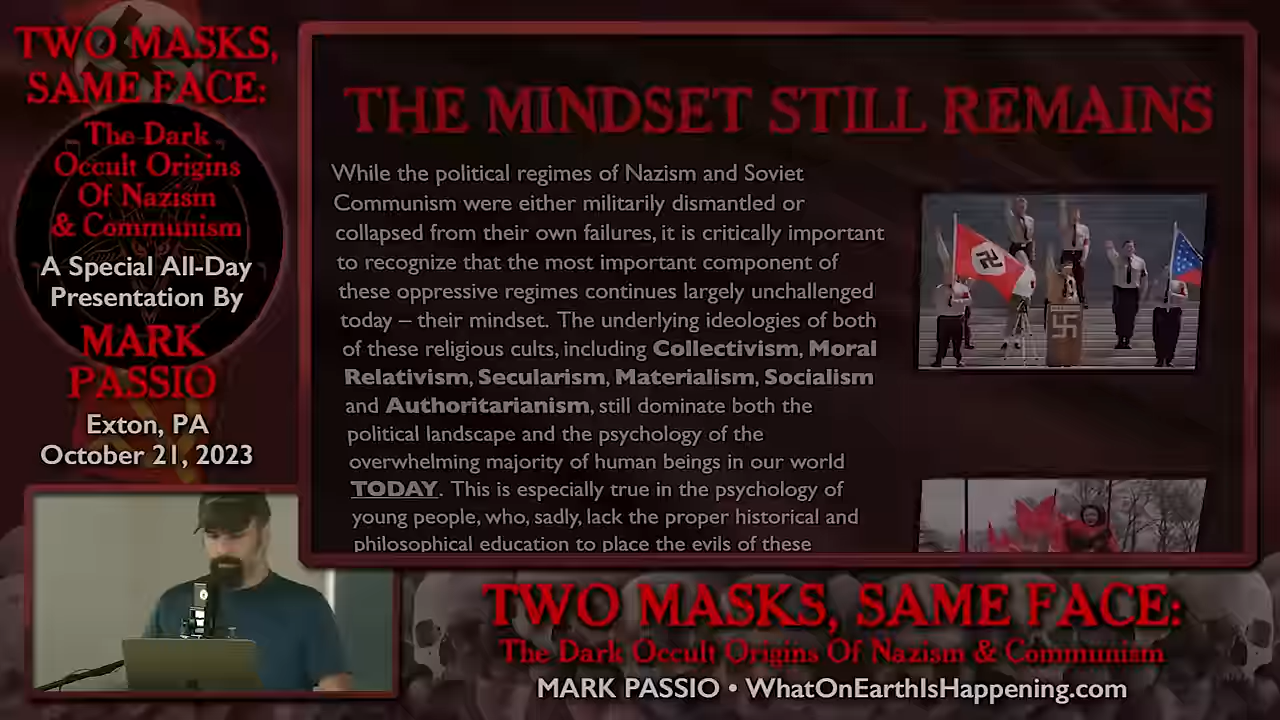 TWO MASKS,
SAME FACE:
The Dark
Occult Origins
Of Nazism
& Communism
A Special All-Day
Presentation By
MARK
PASSIO
Exton, PA
October 21, 2023
THE MINDSET STILL REMAINS
While the political regimes of Nazism and Soviet
Communism were either militarily dismantled or
collapsed from their own failures, it is critically important
to recognize that the most important component of
these oppressive regimes continues largely unchallenged
today – their mindset. The underlying ideologies of both
of these religious cults, including Collectivism, Moral
Relativism, Secularism, Materialism, Socialism
and Authoritarianism, still dominate both the
political landscape and the psychology of the
overwhelming majority of human beings in our world
TODAY. This is especially true in the psychology of
young people, who, sadly, lack the proper historical and
philosophical education to place the evils of these
TWO MASKS, SAME FACE:
The Dark Occult Origins Of Nazism & Communism
MARK PASSIO • WhatOnEarthIsHappening.com